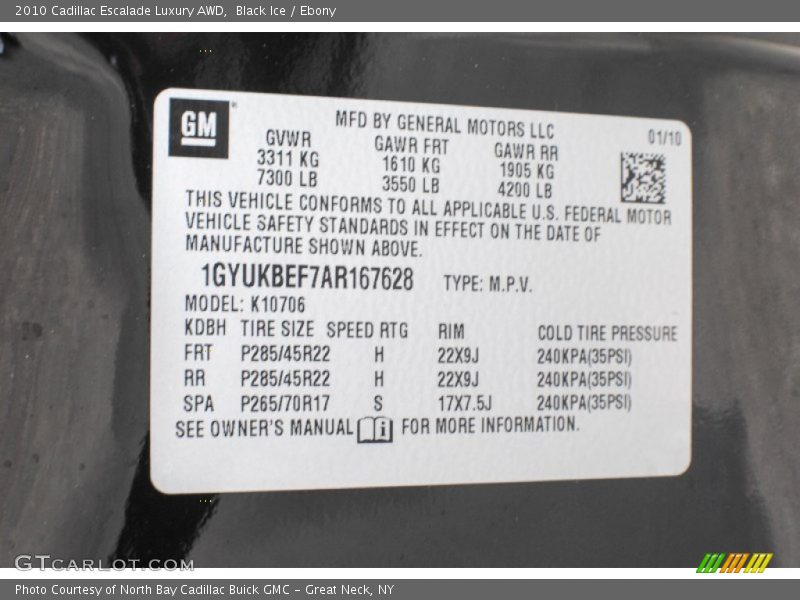 2010 Cadillac Escalade Luxury AWD, Black Ice / Ebony
GM
MFD BY GENERAL MOTORS LLC
01/10
GVWR GAWR FRT GAWR RR
3311 KG 1610 KG 1905 KG
7300 LB 3550 LB 4200 LB
THIS VEHICLE CONFORMS TO ALL APPLICABLE U.S. FEDERAL MOTOR
VEHICLE SAFETY STANDARDS IN EFFECT ON THE DATE OF
MANUFACTURE SHOWN ABOVE.
1GYUKBEF7AR167628 TYPE: M.P.V.
MODEL: K10706
KDBH TIRE SIZE SPEED RTG RIM COLD TIRE PRESSURE
FRT P285/45R22 H 22X9J 240KPA(35PSI)
RR P285/45R22 H 22X9J 240KPA(35PSI)
SPA P265/70R17 S 17X7.5J 240KPA(35PSI)
SEE OWNER'S MANUAL i FOR MORE INFORMATION.
GTCARLOT.COM
Photo Courtesy of North Bay Cadillac Buick GMC – Great Neck, NY